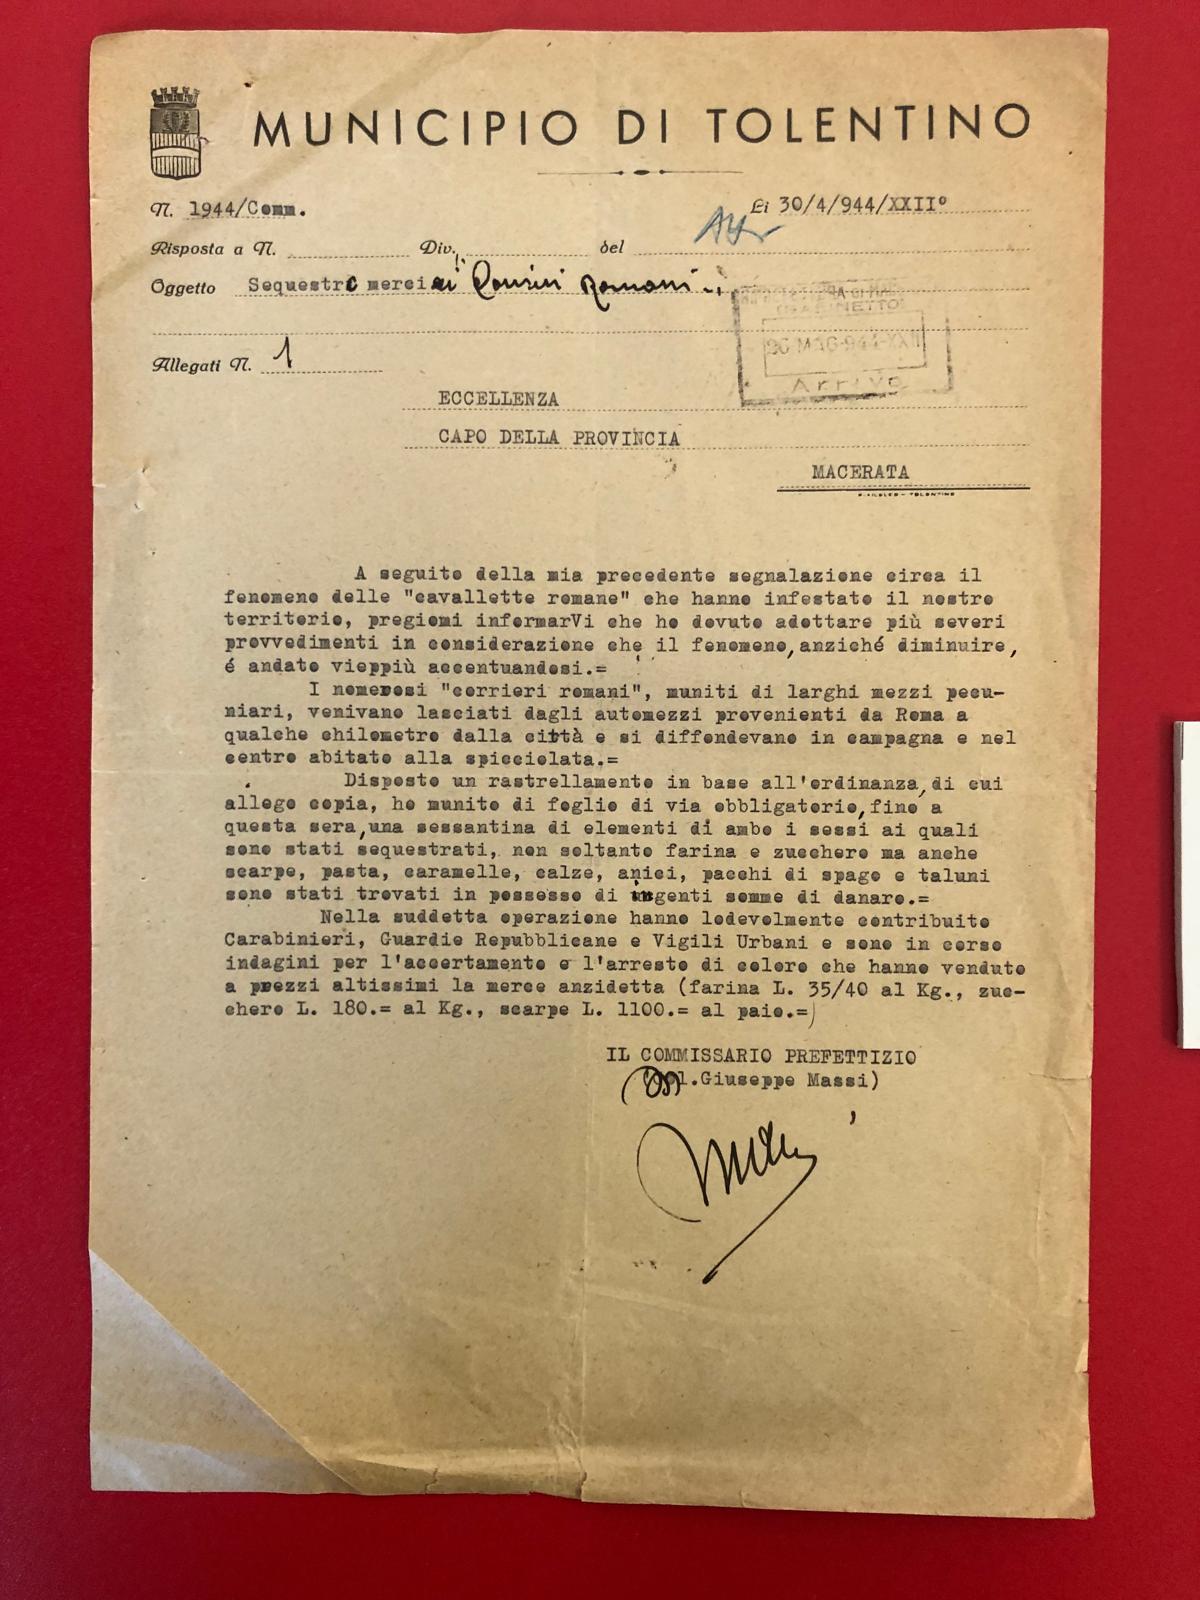 MUNICIPIO DI TOLENTINO
N. 1944/Comm.
Li 30/4/944/XXII°
Risposta a N. Div. del
Oggetto Sequestro merci ai Corrieri Romani
GABINETTO
MAG. 944 XXII
Arrivo
Allegati N. 1
ECCELLENZA
CAPO DELLA PROVINCIA
MACERATA
TOLENTINO
A seguito della mia precedente segnalazione circa il
fenomeno delle "cavallette romane" che hanno infestato il nostro
territorio, pregiomi informarVi che ho dovuto adottare più severi
provvedimenti in considerazione che il fenomeno, anziché diminuire,
é andato vieppiù accentuandosi.=
I nomerosi "corrieri romani", muniti di larghi mezzi pecu-
niari, venivano lasciati dagli automezzi provenienti da Roma a
qualche chilometro dalla città e si diffondevano in campagna e nel
centro abitato alla spicciolata.=
Disposto un rastrellamento in base all'ordinanza, di cui
allego copia, ho munito di foglio di via obbligatorio, fino a
questa sera, una sessantina di elementi di ambo i sessi ai quali
sono stati sequestrati, non soltanto farina e zucchero ma anche
scarpe, pasta, caramelle, calze, anici, pacchi di spago e taluni
sono stati trovati in possesso di ingenti somme di danaro.=
Nella suddetta operazione hanno lodevolmente contribuito
Carabinieri, Guardie Repubblicane e Vigili Urbani e sono in corso
indagini per l'accertamento e l'arresto di coloro che hanno venduto
a prezzi altissimi la merce anzidetta (farina L. 35/40 al Kg., zuc-
chero L. 180.= al Kg., scarpe L. 1100.= al paio.=)
IL COMMISSARIO PREFETTIZIO
(Col. Giuseppe Massi)
Massi